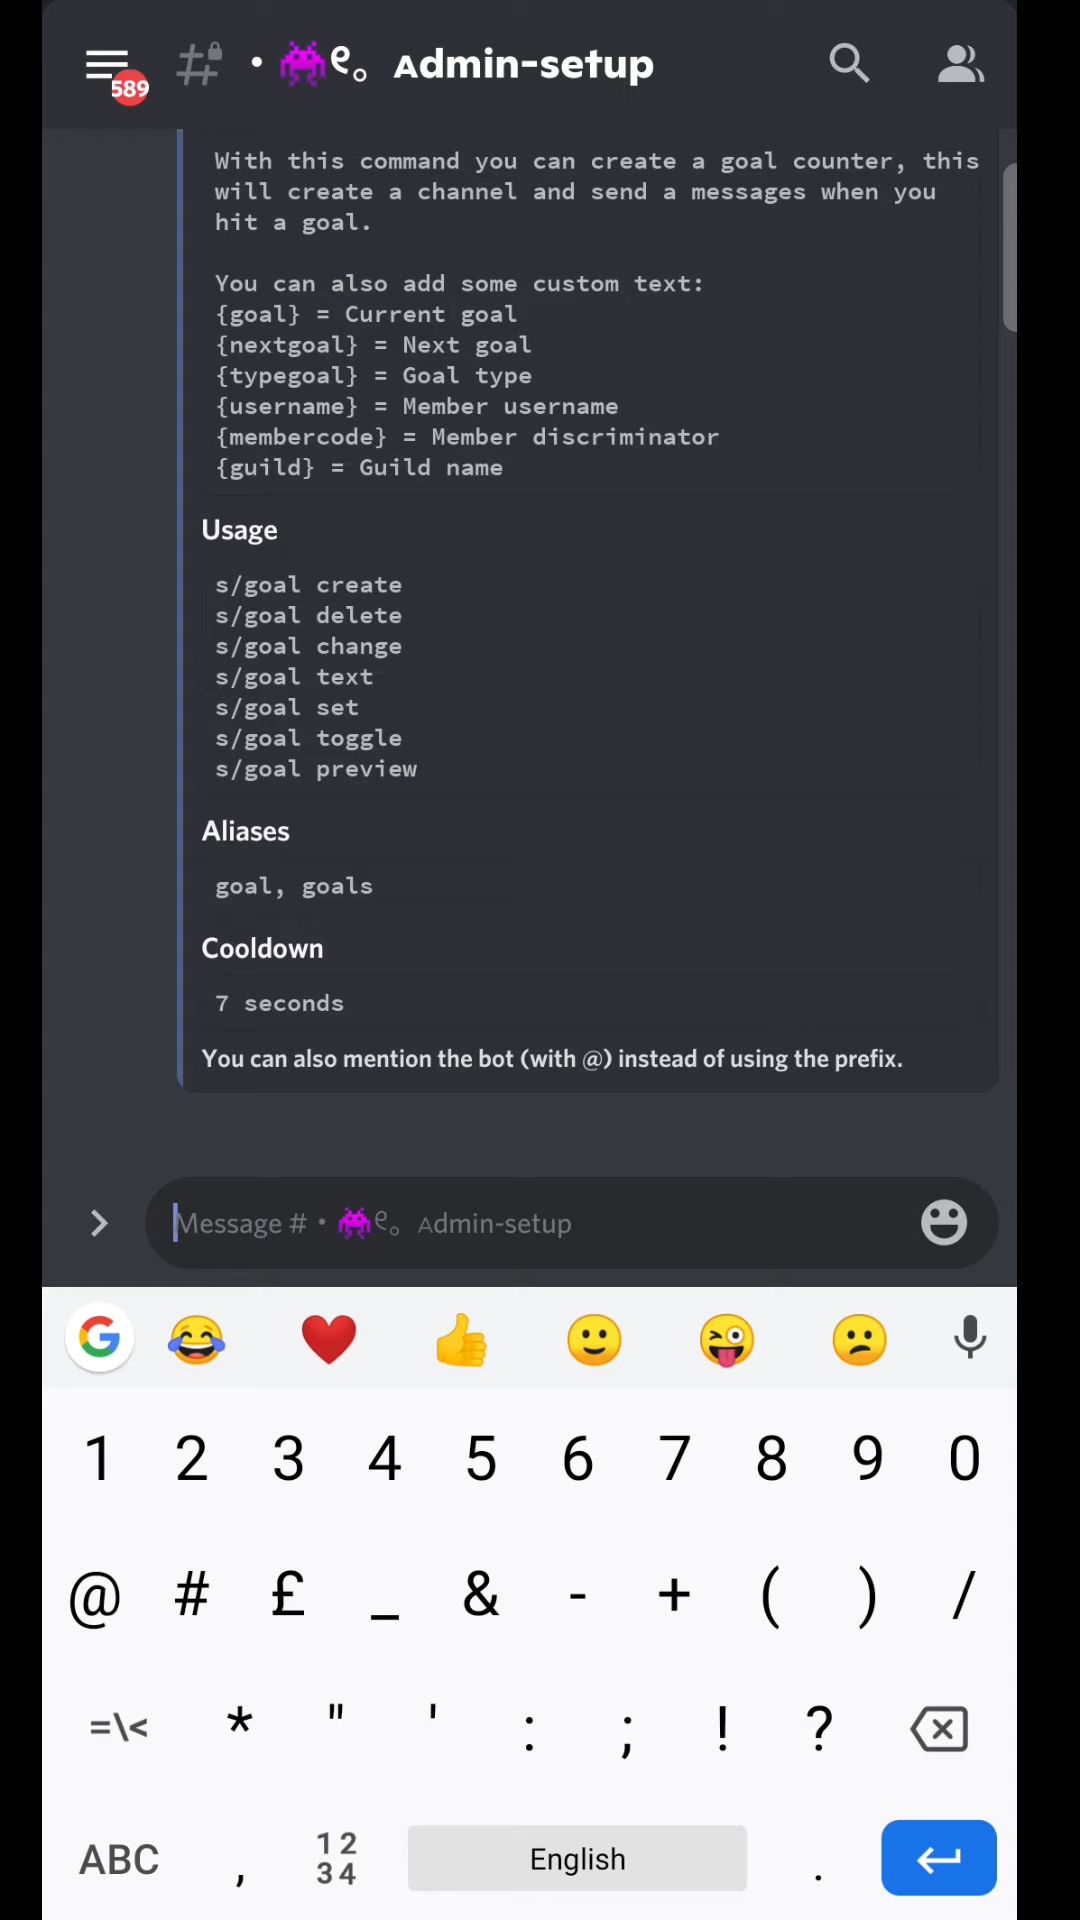 589
# • 👾୧。 ᴀdmin-setup
With this command you can create a goal counter, this
will create a channel and send a messages when you
hit a goal.
You can also add some custom text:
{goal} = Current goal
{nextgoal} = Next goal
{typegoal} = Goal type
{username} = Member username
{membercode} = Member discriminator
{guild} = Guild name
Usage
s/goal create
s/goal delete
s/goal change
s/goal text
s/goal set
s/goal toggle
s/goal preview
Aliases
goal, goals
Cooldown
7 seconds
You can also mention the bot (with @) instead of using the prefix.
Message # • 👾୧。 ᴀdmin-setup
G 😂 ❤️ 👍 🙂 😜 😕
1 2 3 4 5 6 7 8 9 0
@ # £ _ & - + ( ) /
=\< * " ' : ; ! ?
ABC , 12 34 English .